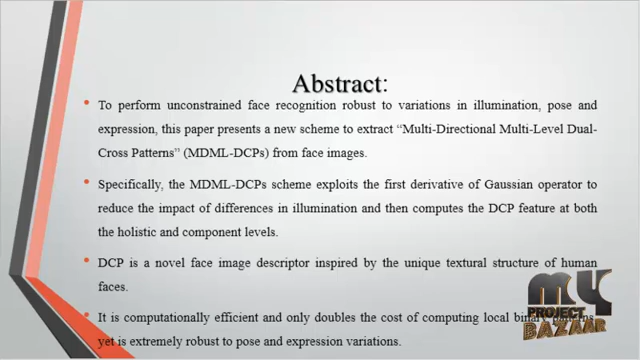 Abstract:
• To perform unconstrained face recognition robust to variations in illumination, pose and
expression, this paper presents a new scheme to extract “Multi-Directional Multi-Level Dual-
Cross Patterns” (MDML-DCPs) from face images.
• Specifically, the MDML-DCPs scheme exploits the first derivative of Gaussian operator to
reduce the impact of differences in illumination and then computes the DCP feature at both
the holistic and component levels.
• DCP is a novel face image descriptor inspired by the unique textural structure of human
faces.
• It is computationally efficient and only doubles the cost of computing local binary patterns,
yet is extremely robust to pose and expression variations.
MY
PROJECT
BAZAAR